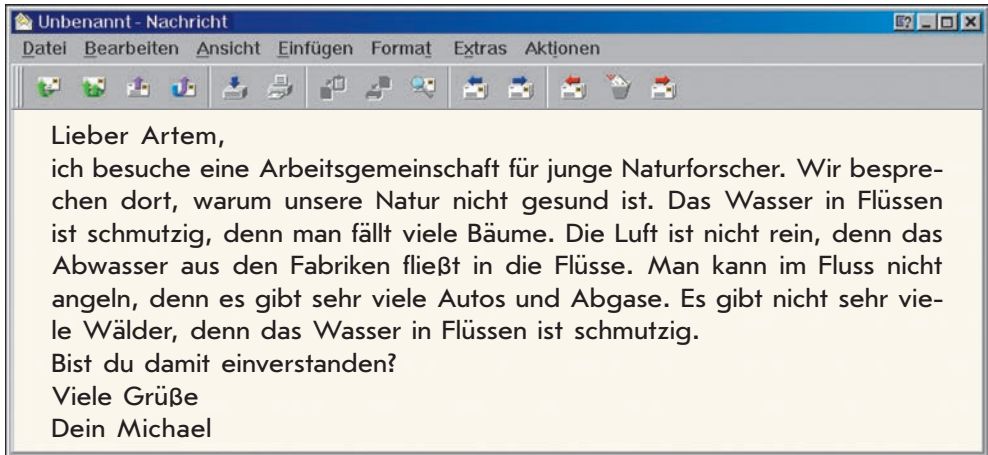 Unbenannt - Nachricht
Datei Bearbeiten Ansicht Einfügen Format Extras Aktionen
Lieber Artem,
ich besuche eine Arbeitsgemeinschaft für junge Naturforscher. Wir bespre-
chen dort, warum unsere Natur nicht gesund ist. Das Wasser in Flüssen
ist schmutzig, denn man fällt viele Bäume. Die Luft ist nicht rein, denn das
Abwasser aus den Fabriken fließt in die Flüsse. Man kann im Fluss nicht
angeln, denn es gibt sehr viele Autos und Abgase. Es gibt nicht sehr vie-
le Wälder, denn das Wasser in Flüssen ist schmutzig.
Bist du damit einverstanden?
Viele Grüße
Dein Michael